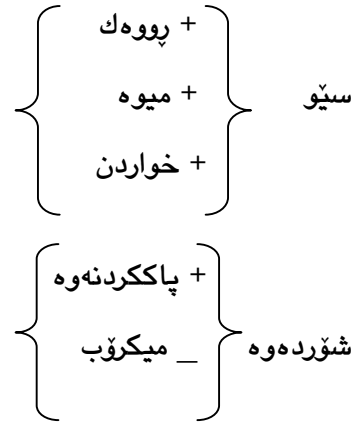 + ڕووەك
سێو + میوە
+ خواردن
+ پاككردنەوە
شۆردەوە _ میكرۆب